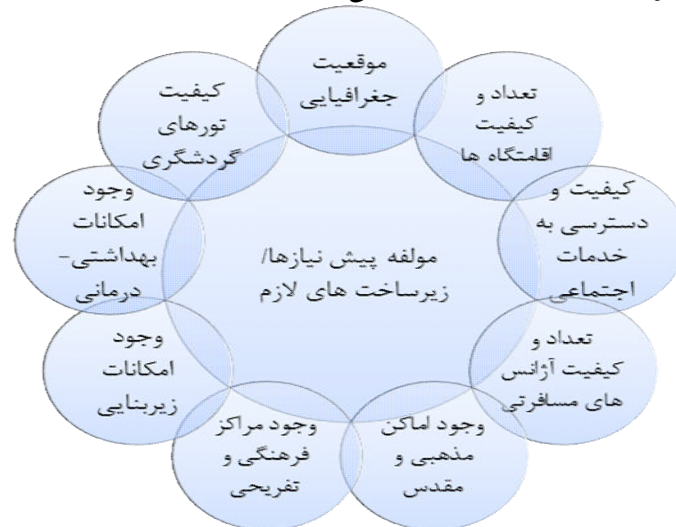 موقعیت
جغرافیایی
تعداد و
کیفیت
اقامتگاه ها
کیفیت و
دسترسی به
خدمات
اجتماعی
تعداد و
کیفیت آژانس
های مسافرتی
وجود اماکن
مذهبی و
مقدس
وجود مراکز
فرهنگی و
تفریحی
وجود
امکانات
زیربنایی
وجود
امکانات
بهداشتی-
درمانی
کیفیت
تورهای
گردشگری
مولفه پیش نیازها/
زیرساخت های لازم